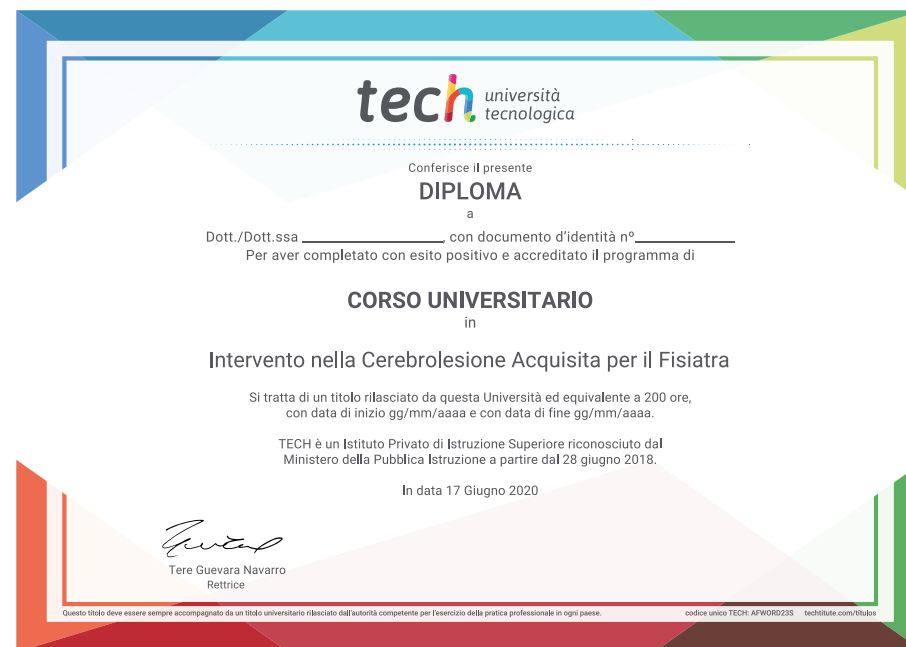 tech università
tecnologica
Conferisce il presente
DIPLOMA
a
Dott./Dott.ssa ____________________, con documento d'identità nº______________
Per aver completato con esito positivo e accreditato il programma di
CORSO UNIVERSITARIO
in
Intervento nella Cerebrolesione Acquisita per il Fisiatra
Si tratta di un titolo rilasciato da questa Università ed equivalente a 200 ore,
con data di inizio gg/mm/aaaa e con data di fine gg/mm/aaaa.
TECH è un Istituto Privato di Istruzione Superiore riconosciuto dal
Ministero della Pubblica Istruzione a partire dal 28 giugno 2018.
In data 17 Giugno 2020
Tere Guevara Navarro
Rettrice
Questo titolo deve essere sempre accompagnato da un titolo universitario rilasciato dall'autorità competente per l'esercizio della pratica professionale in ogni paese. codice unico TECH: AFWORD23S techtitute.com/títulos